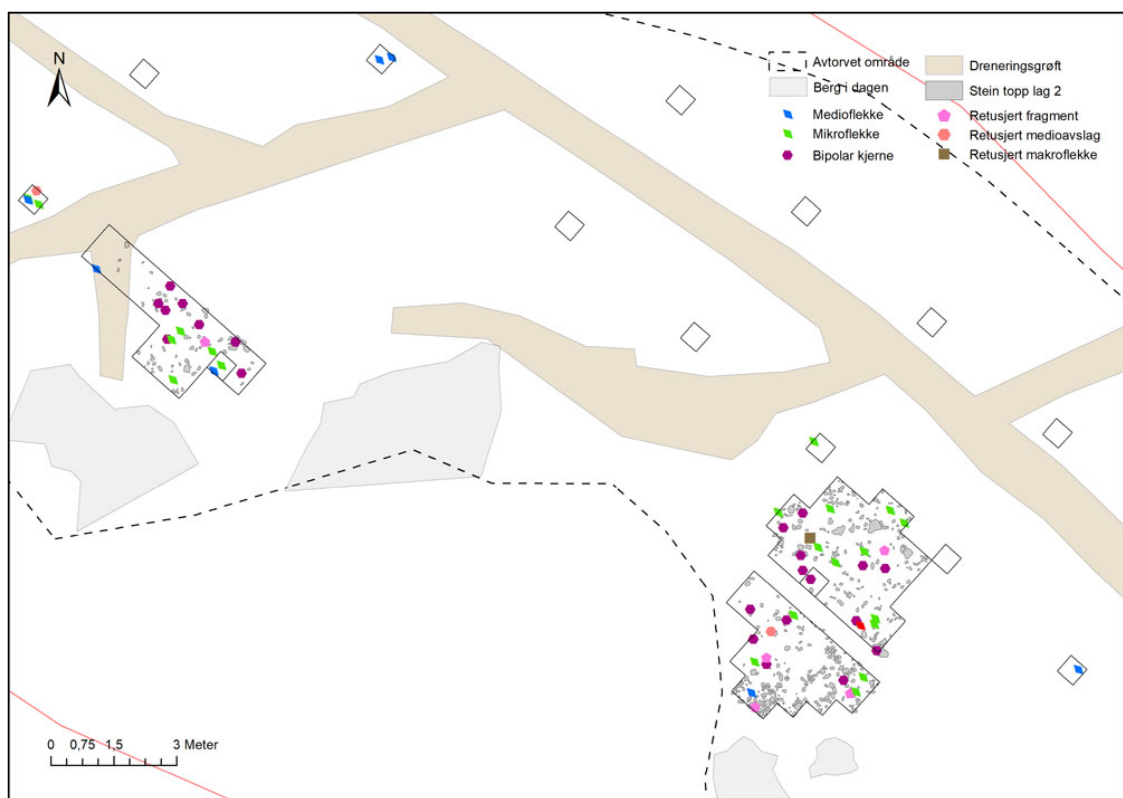 N
Avtorvet område
Berg i dagen
Medioflekke
Mikroflekke
Bipolar kjerne
Dreneringsgrøft
Stein topp lag 2
Retusjert fragment
Retusjert medioavslag
Retusjert makroflekke
0 0,75 1,5 3 Meter